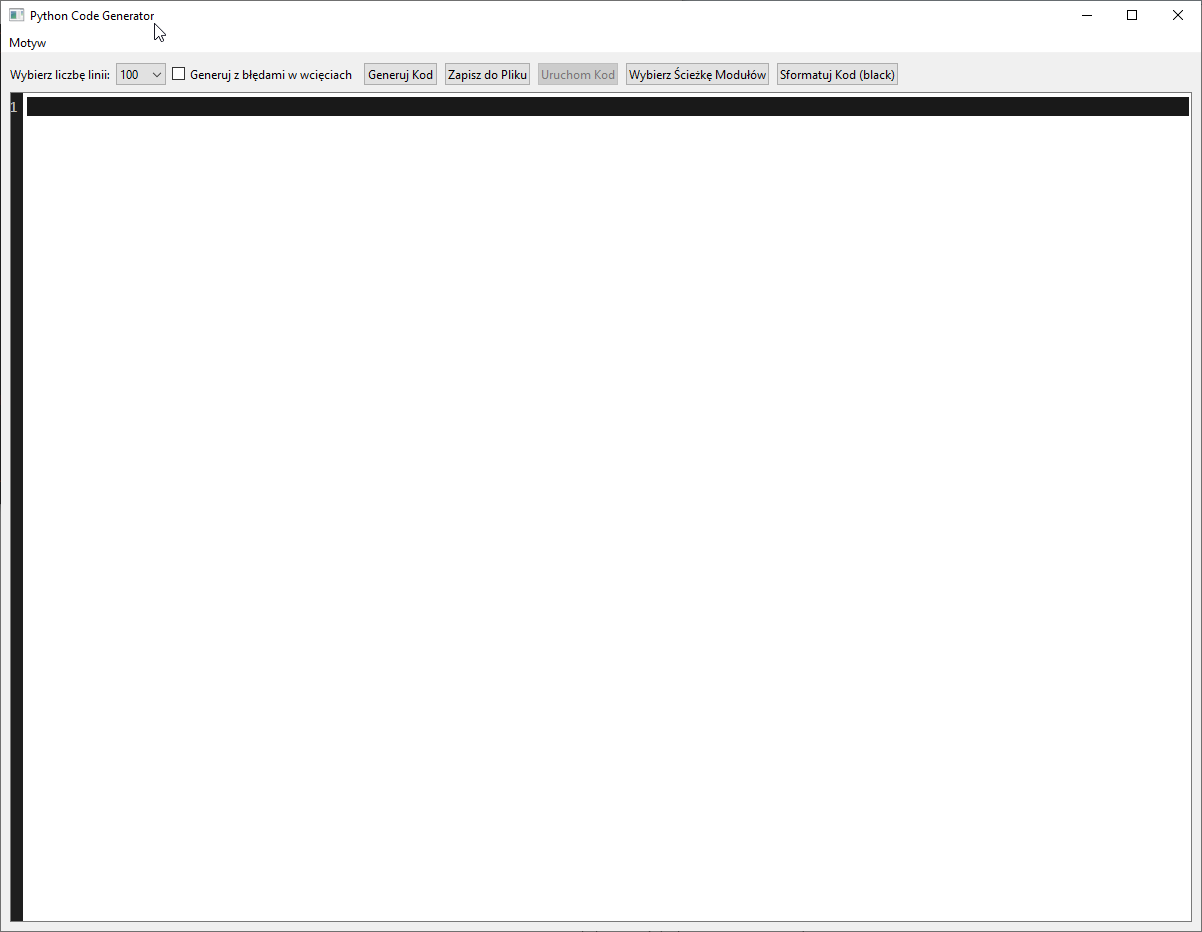 Python Code Generator
Motyw
Wybierz liczbę linii: 100 Generuj z błędami w wcięciach Generuj Kod Zapisz do Pliku Uruchom Kod Wybierz Ścieżkę Modułów Sformatuj Kod (black)
1